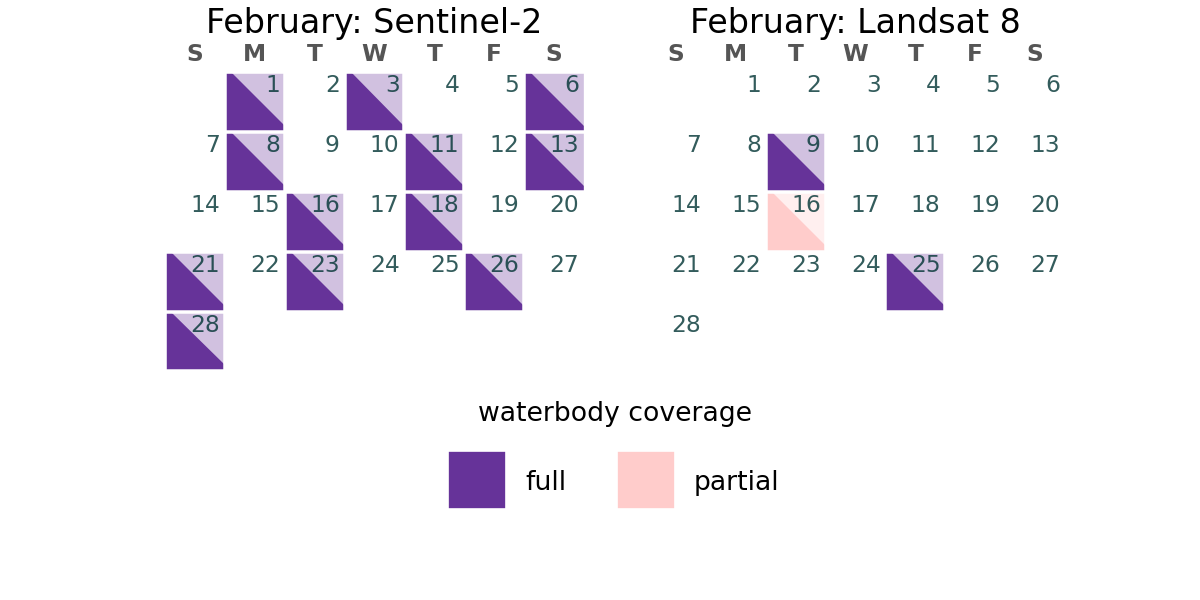 February: Sentinel-2
S M T W T F S
1 2 3 4 5 6
7 8 9 10 11 12 13
14 15 16 17 18 19 20
21 22 23 24 25 26 27
28
February: Landsat 8
S M T W T F S
1 2 3 4 5 6
7 8 9 10 11 12 13
14 15 16 17 18 19 20
21 22 23 24 25 26 27
28
waterbody coverage
full
partial